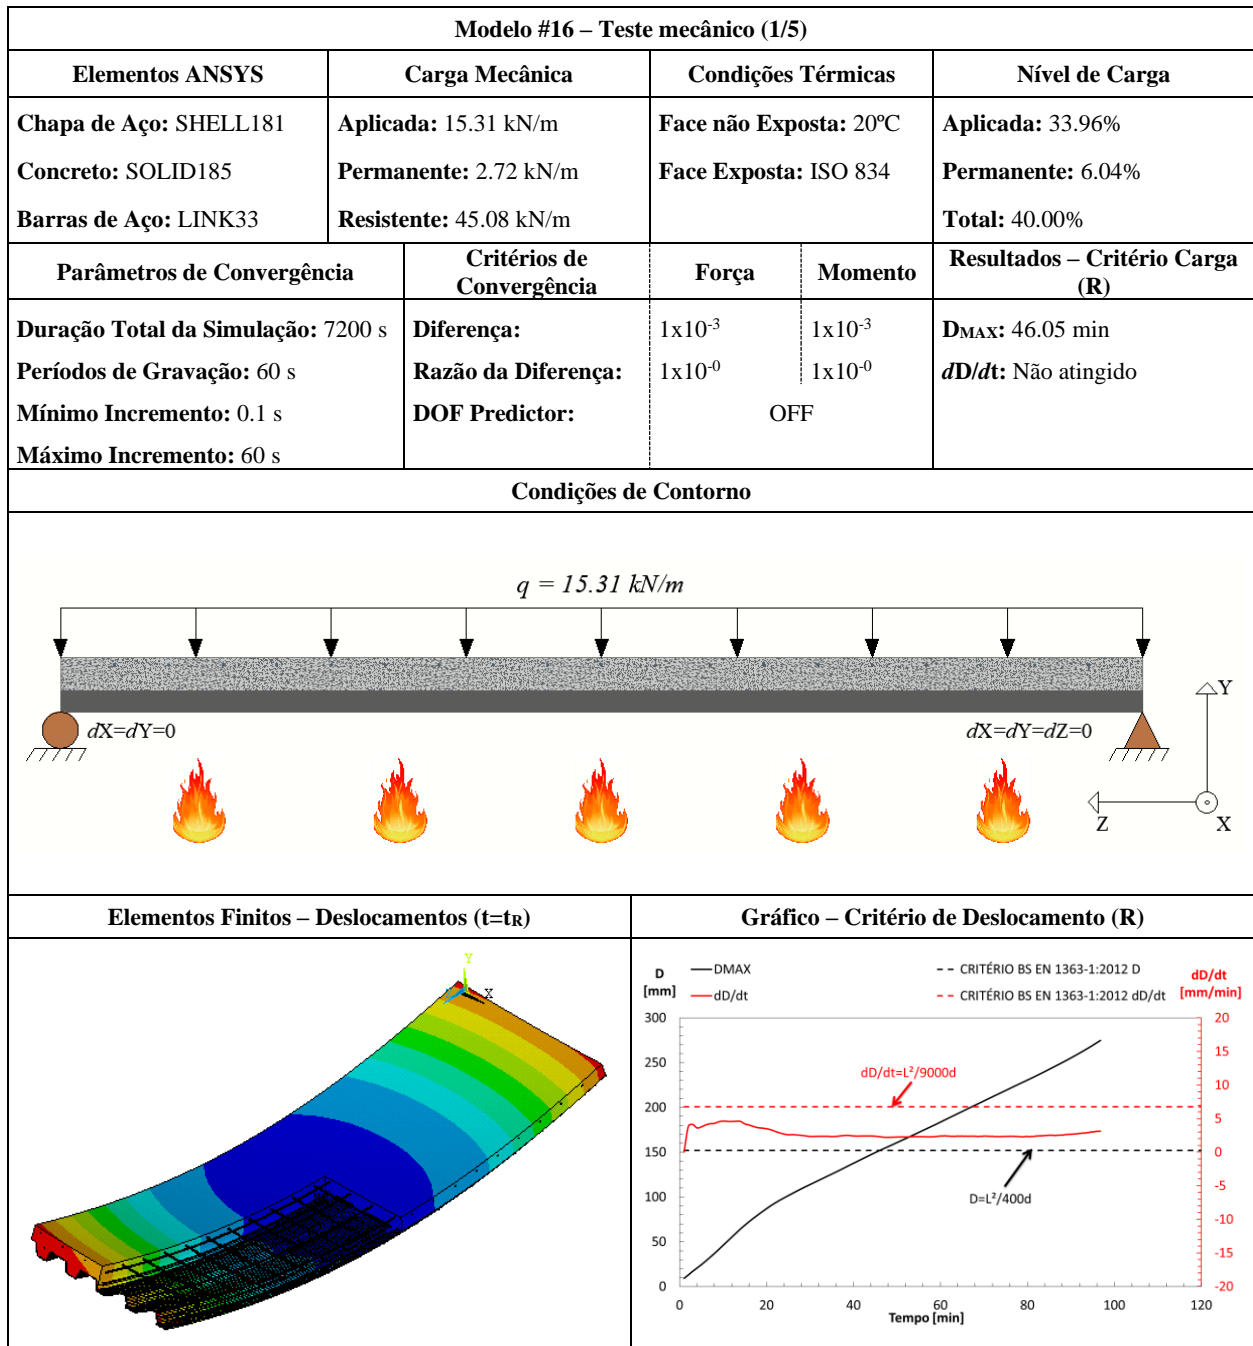 Modelo #16 – Teste mecânico (1/5)
Elementos ANSYS
Carga Mecânica
Condições Térmicas
Nível de Carga
Chapa de Aço: SHELL181
Concreto: SOLID185
Barras de Aço: LINK33
Aplicada: 15.31 kN/m
Permanente: 2.72 kN/m
Resistente: 45.08 kN/m
Face não Exposta: 20ºC
Face Exposta: ISO 834
Aplicada: 33.96%
Permanente: 6.04%
Total: 40.00%
Parâmetros de Convergência
Critérios de
Convergência
Força
Momento
Resultados – Critério Carga
(R)
Duração Total da Simulação: 7200 s
Períodos de Gravação: 60 s
Mínimo Incremento: 0.1 s
Máximo Incremento: 60 s
Diferença:
1x10⁻³
1x10⁻³
Razão da Diferença:
1x10⁻⁰
1x10⁻⁰
DOF Predictor:
OFF
DMAX: 46.05 min
dD/dt: Não atingido
Condições de Contorno
q = 15.31 kN/m
dX=dY=0
dX=dY=dZ=0
Y
Z
X
Elementos Finitos – Deslocamentos (t=tR)
Y
X
Gráfico – Critério de Deslocamento (R)
D
[mm]
DMAX
CRITÉRIO BS EN 1363-1:2012 D
dD/dt
CRITÉRIO BS EN 1363-1:2012 dD/dt
dD/dt
[mm/min]
300
250
200
150
100
50
0
dD/dt=L²/9000d
D=L²/400d
20
15
10
5
0
-5
-10
-15
-20
0
20
40
60
80
100
120
Tempo [min]